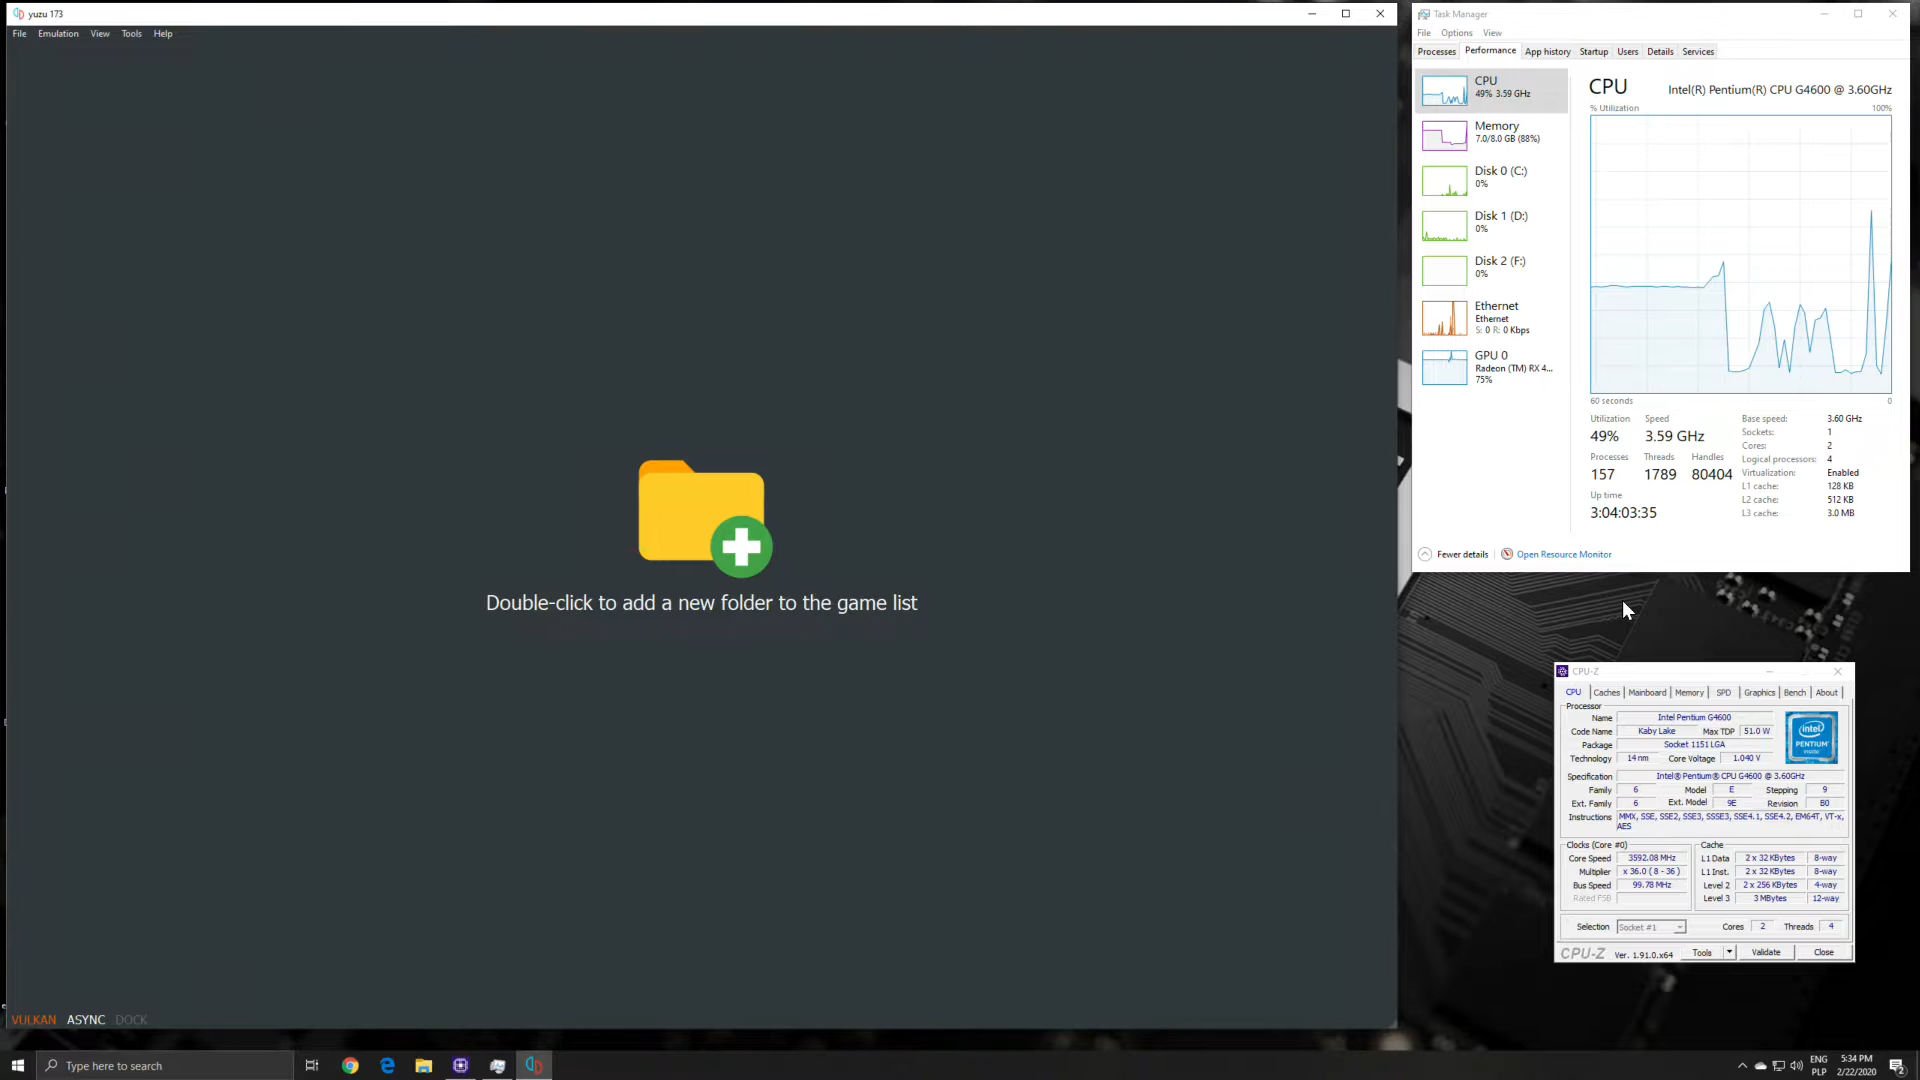 yuzu 173
File Emulation View Tools Help
Double-click to add a new folder to the game list
VULKAN ASYNC DOCK
Task Manager
File Options View
Processes Performance App history Startup Users Details Services
CPU
49% 3.59 GHz
Memory
7.0/8.0 GB (88%)
Disk 0 (C:)
0%
Disk 1 (D:)
0%
Disk 2 (F:)
0%
Ethernet
Ethernet
S: 0 R: 0 Kbps
GPU 0
Radeon (TM) RX 4...
75%
CPU Intel(R) Pentium(R) CPU G4600 @ 3.60GHz
% Utilization 100%
60 seconds 0
Utilization Speed
49% 3.59 GHz
Processes Threads Handles
157 1789 80404
Up time
3:04:03:35
Base speed: 3.60 GHz
Sockets: 1
Cores: 2
Logical processors: 4
Virtualization: Enabled
L1 cache: 128 KB
L2 cache: 512 KB
L3 cache: 3.0 MB
Fewer details Open Resource Monitor
CPU-Z
CPU Caches Mainboard Memory SPD Graphics Bench About
Processor
Name Intel Pentium G4600
Code Name Kaby Lake Max TDP 51.0 W
Package Socket 1151 LGA
Technology 14 nm Core Voltage 1.040 V
intel
PENTIUM
inside
Specification Intel® Pentium® CPU G4600 @ 3.60GHz
Family 6 Model E Stepping 9
Ext. Family 6 Ext. Model 9E Revision B0
Instructions MMX, SSE, SSE2, SSE3, SSSE3, SSE4.1, SSE4.2, EM64T, VT-x,
AES
Clocks (Core #0)
Core Speed 3592.08 MHz
Multiplier x 36.0 ( 8 - 36 )
Bus Speed 99.78 MHz
Rated FSB
Cache
L1 Data 2 x 32 KBytes 8-way
L1 Inst. 2 x 32 KBytes 8-way
Level 2 2 x 256 KBytes 4-way
Level 3 3 MBytes 12-way
Selection Socket #1 Cores 2 Threads 4
CPU-Z Ver. 1.91.0.x64 Tools Validate Close
Type here to search
ENG
PLP
5:34 PM
2/22/2020
2